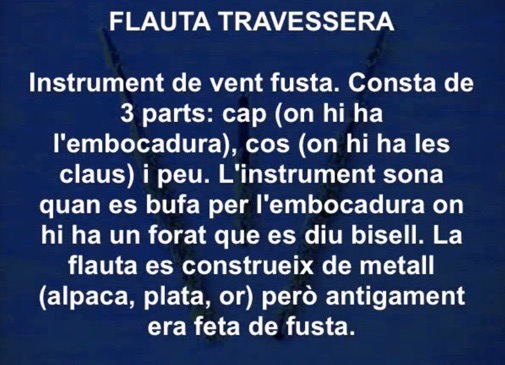 FLAUTA TRAVESSERA
Instrument de vent fusta. Consta de
3 parts: cap (on hi ha
l'embocadura), cos (on hi ha les
claus) i peu. L'instrument sona
quan es bufa per l'embocadura on
hi ha un forat que es diu bisell. La
flauta es construeix de metall
(alpaca, plata, or) però antigament
era feta de fusta.